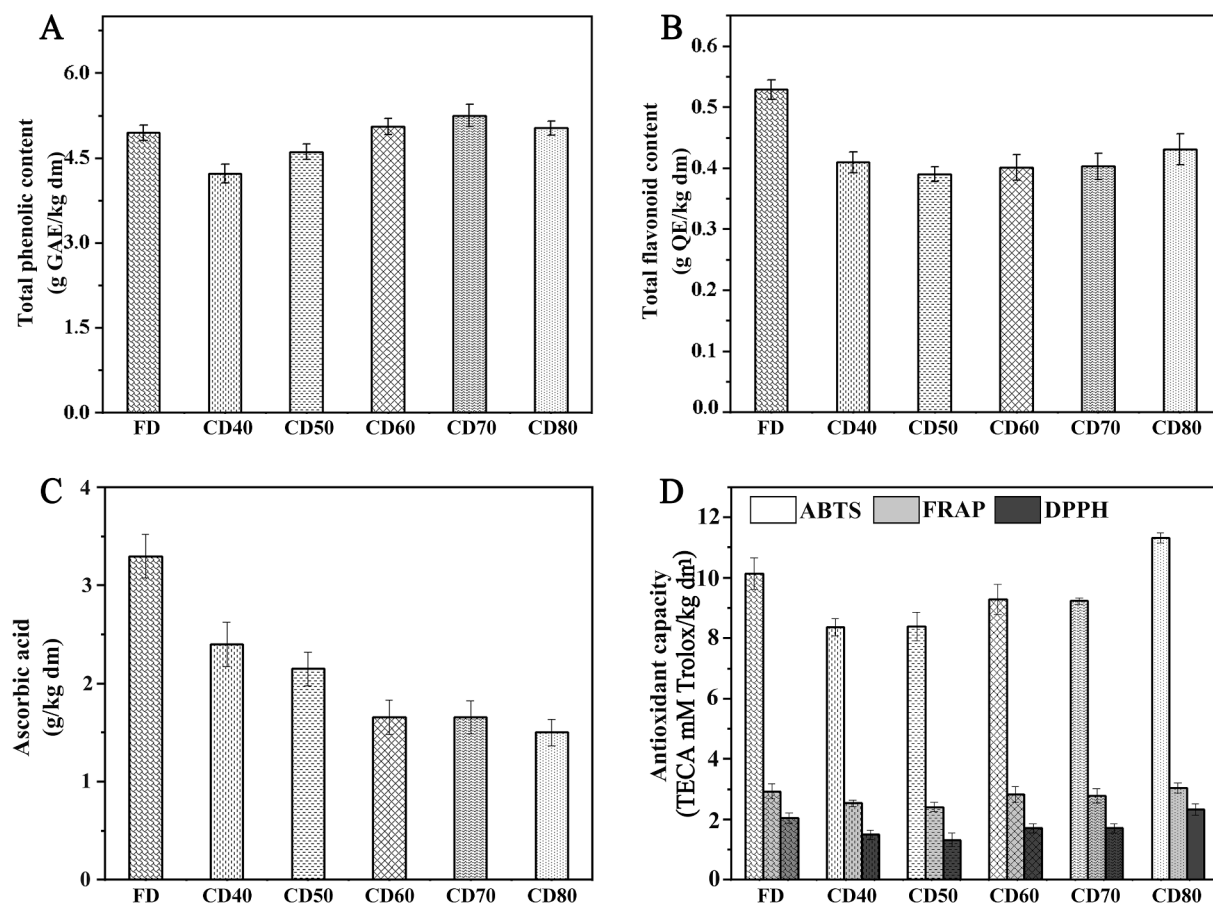 A
Total phenolic content
(g GAE/kg dm)
6.0
4.5
3.0
1.5
0.0
FD CD40 CD50 CD60 CD70 CD80
B
Total flavonoid content
(g QE/kg dm)
0.6
0.5
0.4
0.3
0.2
0.1
0.0
FD CD40 CD50 CD60 CD70 CD80
C
Ascorbic acid
(g/kg dm)
4
3
2
1
0
FD CD40 CD50 CD60 CD70 CD80
D
ABTS FRAP DPPH
Antioxidant capacity
(TECA mM Trolox/kg dm)
12
10
8
6
4
2
0
FD CD40 CD50 CD60 CD70 CD80